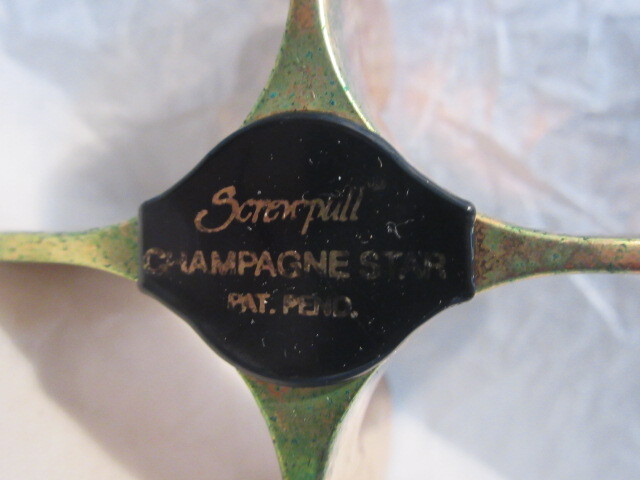 Screwpull
CHAMPAGNE STAR
PAT. PEND.